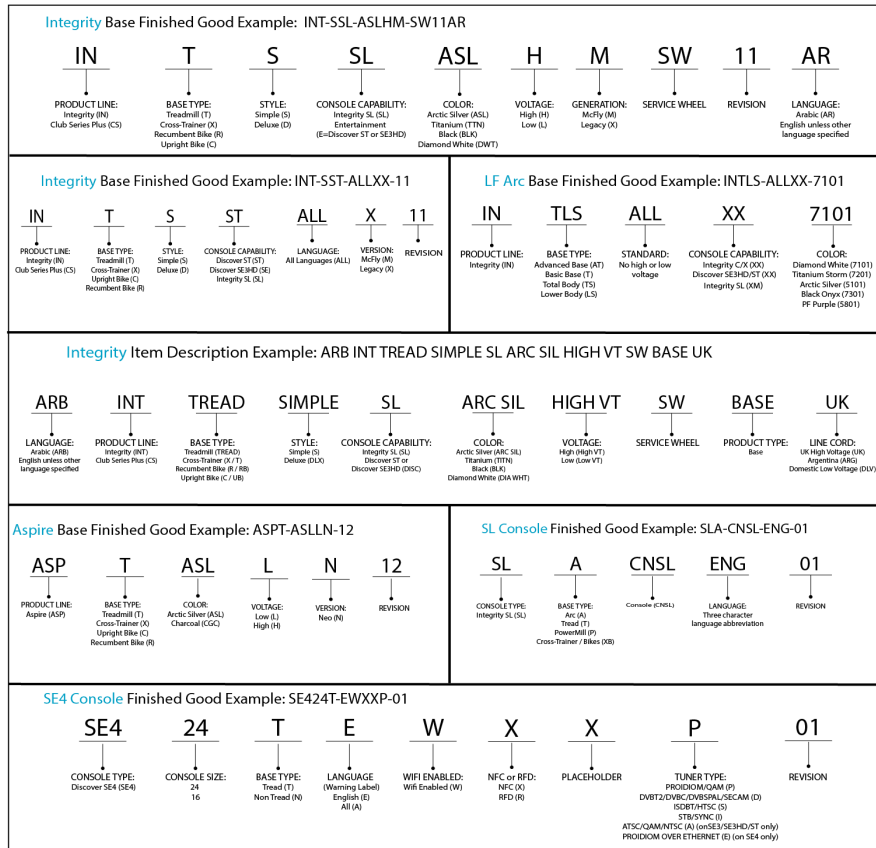 Integrity Base Finished Good Example: INT-SSL-ASLHM-SW11AR
IN T S SL ASL H M SW 11 AR
PRODUCT LINE:
Integrity (IN)
Club Series Plus (CS)
BASE TYPE:
Treadmill (T)
Cross-Trainer (X)
Recumbent Bike (R)
Upright Bike (C)
STYLE:
Simple (S)
Deluxe (D)
CONSOLE CAPABILITY:
Integrity SL (SL)
Entertainment
(E=Discover ST or SE3HD)
COLOR:
Arctic Silver (ASL)
Titanium (TTN)
Black (BLK)
Diamond White (DWT)
VOLTAGE:
High (H)
Low (L)
GENERATION:
McFly (M)
Legacy (X)
SERVICE WHEEL
REVISION
LANGUAGE:
Arabic (AR)
English unless other
language specified
Integrity Base Finished Good Example: INT-SST-ALLXX-11
IN T S ST ALL X 11
PRODUCT LINE:
Integrity (IN)
Club Series Plus (CS)
BASE TYPE:
Treadmill (T)
Cross-Trainer (X)
Upright Bike (C)
Recumbent Bike (R)
STYLE:
Simple (S)
Deluxe (D)
CONSOLE CAPABILITY:
Discover ST (ST)
Discover SE3HD (SE)
Integrity SL (SL)
LANGUAGE:
All Languages (ALL)
VERSION:
McFly (M)
Legacy (X)
REVISION
LF Arc Base Finished Good Example: INTLS-ALLXX-7101
IN TLS ALL XX 7101
PRODUCT LINE:
Integrity (IN)
BASE TYPE:
Advanced Base (AT)
Basic Base (T)
Total Body (TS)
Lower Body (LS)
STANDARD:
No high or low
voltage
CONSOLE CAPABILITY:
Integrity C/X (XX)
Discover SE3HD/ST (XX)
Integrity SL (XM)
COLOR:
Diamond White (7101)
Titanium Storm (7201)
Arctic Silver (5101)
Black Onyx (7301)
PF Purple (5801)
Integrity Item Description Example: ARB INT TREAD SIMPLE SL ARC SIL HIGH VT SW BASE UK
ARB INT TREAD SIMPLE SL ARC SIL HIGH VT SW BASE UK
LANGUAGE:
Arabic (ARB)
English unless other
language specified
PRODUCT LINE:
Integrity (INT)
Club Series Plus (CS)
BASE TYPE:
Treadmill (TREAD)
Cross-Trainer (X / T)
Recumbent Bike (R / RB)
Upright Bike (C / UB)
STYLE:
Simple (S)
Deluxe (DLX)
CONSOLE CAPABILITY:
Integrity SL (SL)
Discover ST or
Discover SE3HD (DISC)
COLOR:
Arctic Silver (ARC SIL)
Titanium (TITN)
Black (BLK)
Diamond White (DIA WHT)
VOLTAGE:
High (High VT)
Low (Low VT)
SERVICE WHEEL
PRODUCT TYPE:
Base
LINE CORD:
UK High Voltage (UK)
Argentina (ARG)
Domestic Low Voltage (DLV)
Aspire Base Finished Good Example: ASPT-ASLLN-12
ASP T ASL L N 12
PRODUCT LINE:
Aspire (ASP)
BASE TYPE:
Treadmill (T)
Cross-Trainer (X)
Upright Bike (C)
Recumbent Bike (R)
COLOR:
Arctic Silver (ASL)
Charcoal (CGC)
VOLTAGE:
Low (L)
High (H)
VERSION:
Neo (N)
REVISION
SL Console Finished Good Example: SLA-CNSL-ENG-01
SL A CNSL ENG 01
CONSOLE TYPE:
Integrity SL (SL)
BASE TYPE:
Arc (A)
Tread (T)
PowerMill (P)
Cross-Trainer / Bikes (XB)
Console (CNSL)
LANGUAGE:
Three character
language abbreviation
REVISION
SE4 Console Finished Good Example: SE424T-EWXXP-01
SE4 24 T E W X X P 01
CONSOLE TYPE:
Discover SE4 (SE4)
CONSOLE SIZE:
24
16
BASE TYPE:
Tread (T)
Non Tread (N)
LANGUAGE
(Warning Label)
English (E)
All (A)
WIFI ENABLED:
Wifi Enabled (W)
NFC or RFD:
NFC (X)
RFD (R)
PLACEHOLDER
TUNER TYPE:
PROIDIOM/QAM (P)
DVBT2/DVBC/DVBSPAL/SECAM (D)
ISDBT/HTSC (S)
STB/SYNC (I)
ATSC/QAM/NTSC (A) (onSE3/SE3HD/ST only)
PROIDIOM OVER ETHERNET (E) (on SE4 only)
REVISION